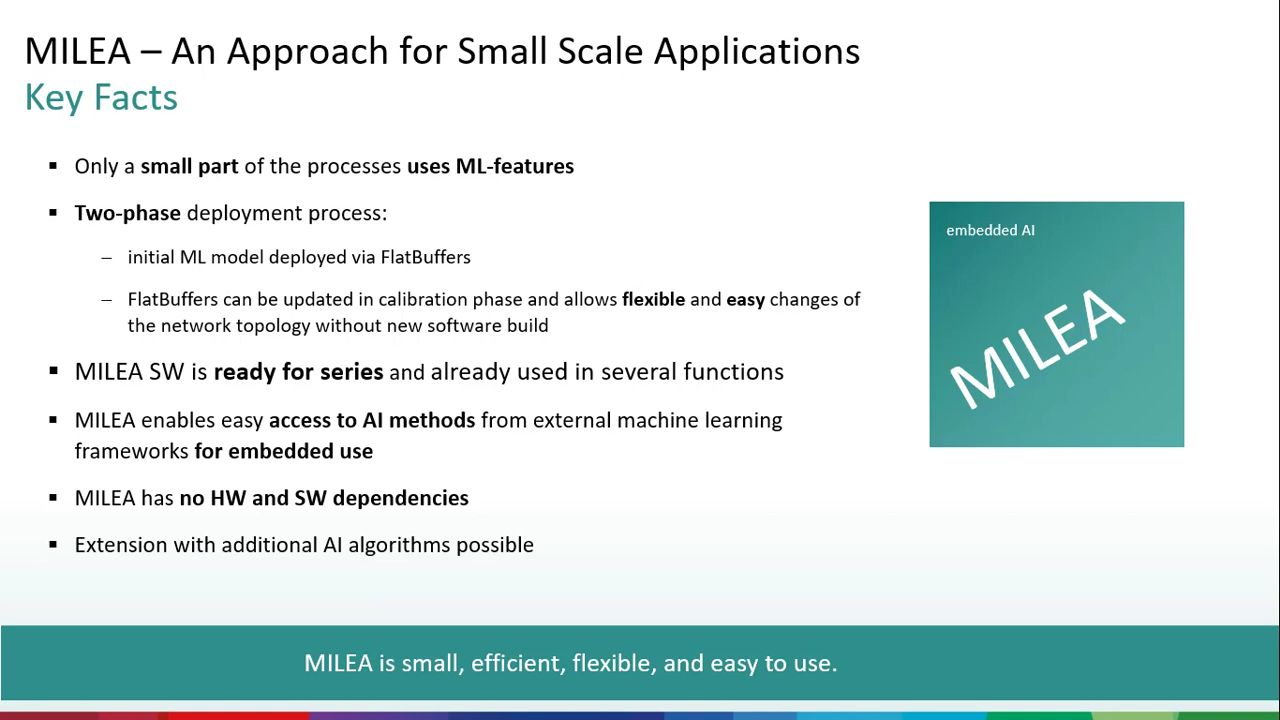 MILEA – An Approach for Small Scale Applications
Key Facts
▪ Only a small part of the processes uses ML-features
▪ Two-phase deployment process:
– initial ML model deployed via FlatBuffers
– FlatBuffers can be updated in calibration phase and allows flexible and easy changes of
the network topology without new software build
▪ MILEA SW is ready for series and already used in several functions
▪ MILEA enables easy access to AI methods from external machine learning
frameworks for embedded use
▪ MILEA has no HW and SW dependencies
▪ Extension with additional AI algorithms possible
embedded AI
MILEA
MILEA is small, efficient, flexible, and easy to use.